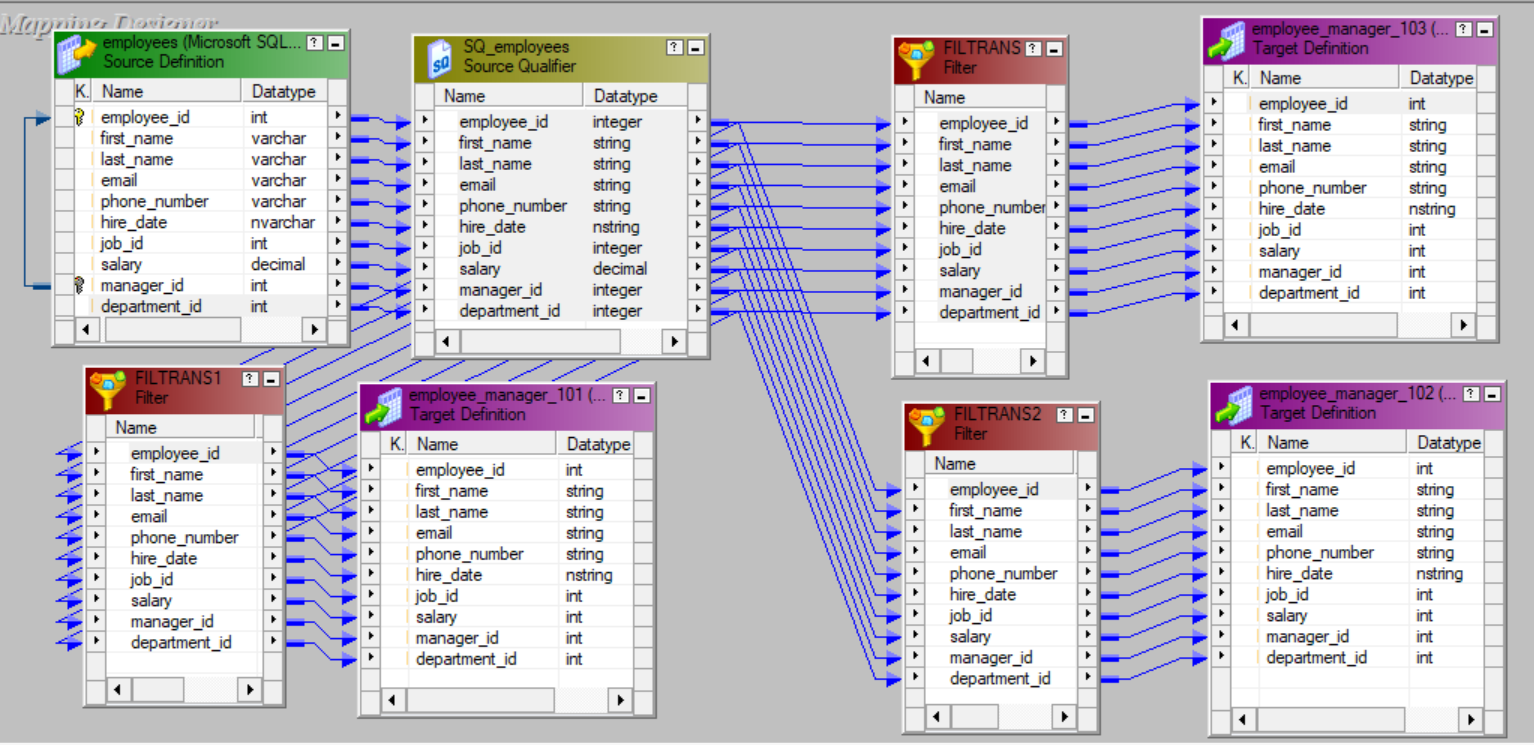 Mapping Designer
employees (Microsoft SQL... ?
Source Definition
K. Name Datatype
employee_id int
first_name varchar
last_name varchar
email varchar
phone_number varchar
hire_date nvarchar
job_id int
salary decimal
manager_id int
department_id int
SQ_employees ?
SQ
Source Qualifier
Name Datatype
employee_id integer
first_name string
last_name string
email string
phone_number string
hire_date nstring
job_id integer
salary decimal
manager_id integer
department_id integer
FILTRANS ?
Filter
Name
employee_id
first_name
last_name
email
phone_number
hire_date
job_id
salary
manager_id
department_id
employee_manager_103 (... ?
Target Definition
K. Name Datatype
employee_id int
first_name string
last_name string
email string
phone_number string
hire_date nstring
job_id int
salary int
manager_id int
department_id int
FILTRANS1 ?
Filter
Name
employee_id
first_name
last_name
email
phone_number
hire_date
job_id
salary
manager_id
department_id
employee_manager_101 (... ?
Target Definition
K. Name Datatype
employee_id int
first_name string
last_name string
email string
phone_number string
hire_date nstring
job_id int
salary int
manager_id int
department_id int
FILTRANS2 ?
Filter
Name
employee_id
first_name
last_name
email
phone_number
hire_date
job_id
salary
manager_id
department_id
employee_manager_102 (... ?
Target Definition
K. Name Datatype
employee_id int
first_name string
last_name string
email string
phone_number string
hire_date nstring
job_id int
salary int
manager_id int
department_id int